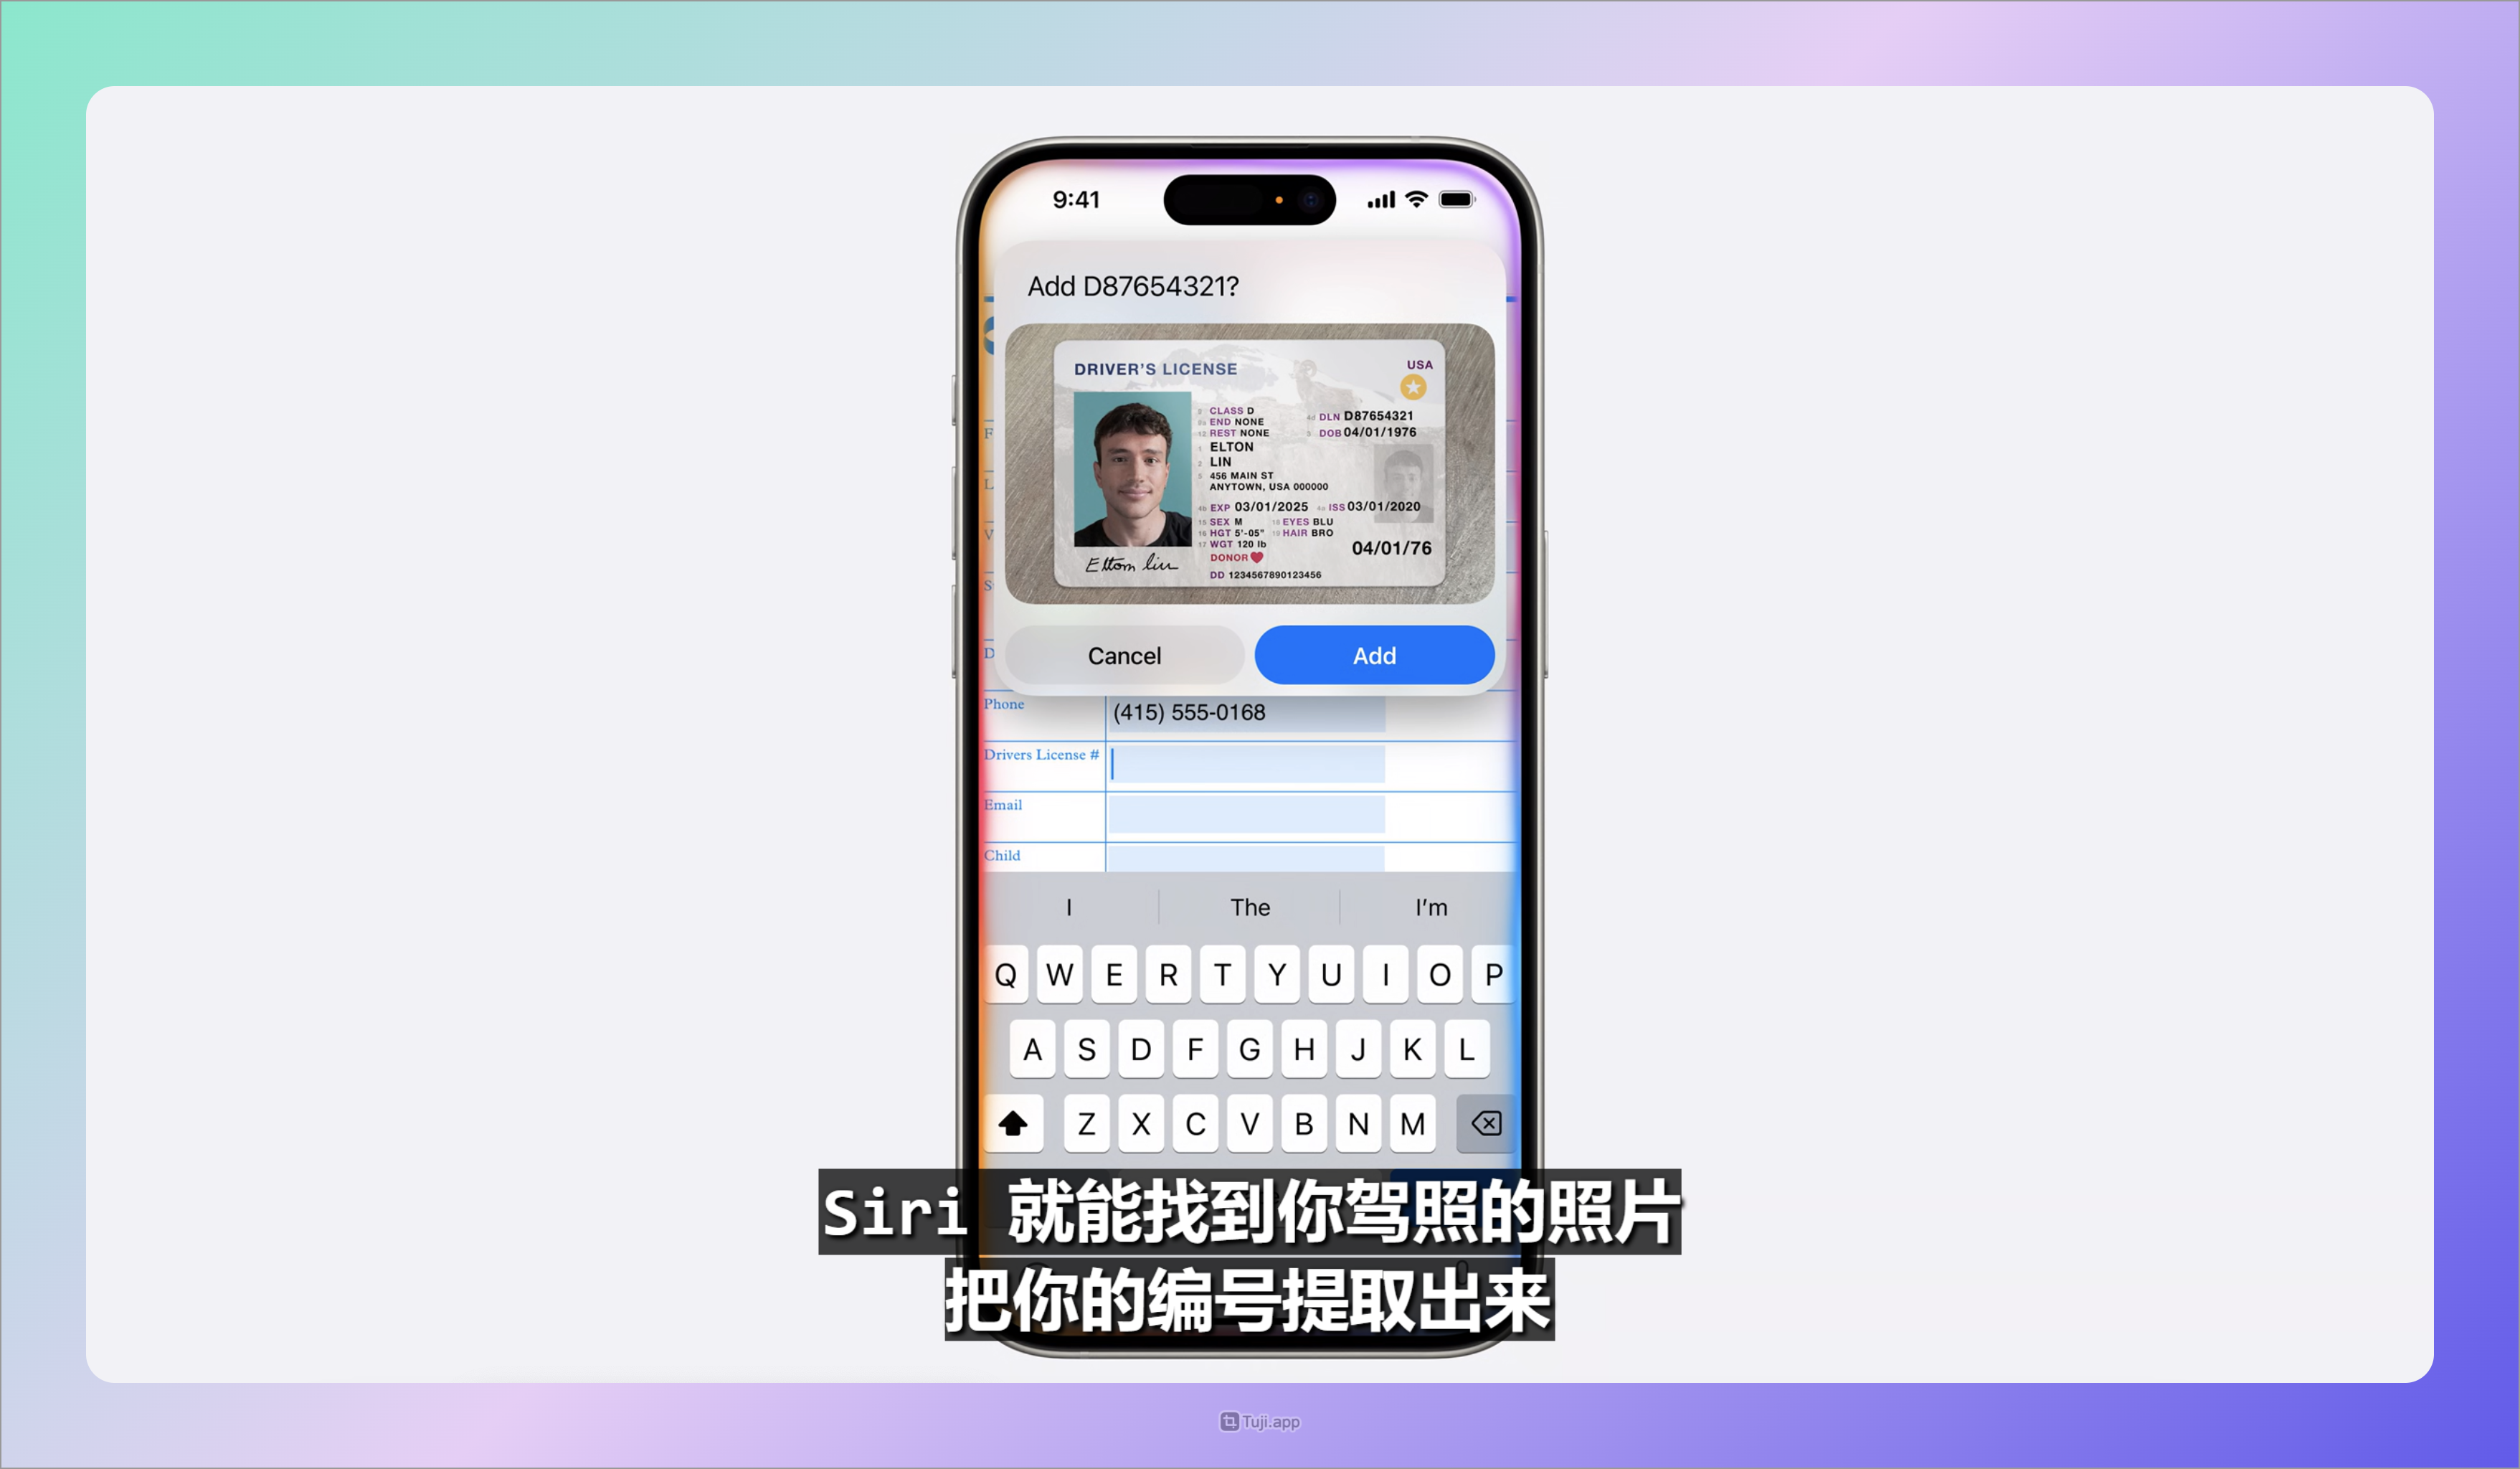 9:41
Add D87654321?
DRIVER'S LICENSE
USA
9 CLASS D
9a END NONE
12 REST NONE
4d DLN D87654321
3 DOB 04/01/1976
1 ELTON
2 LIN
456 MAIN ST
ANYTOWN, USA 000000
4b EXP 03/01/2025
4a ISS 03/01/2020
15 SEX M
18 EYES BLU
16 HGT 5'-05"
19 HAIR BRO
17 WGT 120 lb
DONOR
04/01/76
Elton Lin
DD 1234567890123456
Cancel
Add
F
L
V
S
D
Phone
(415) 555-0168
Drivers License #
Email
Child
I
The
I'm
Q W E R T Y U I O P
A S D F G H J K L
Z X C V B N M
Siri 就能找到你驾照的照片
把你的编号提取出来
Tuji.app